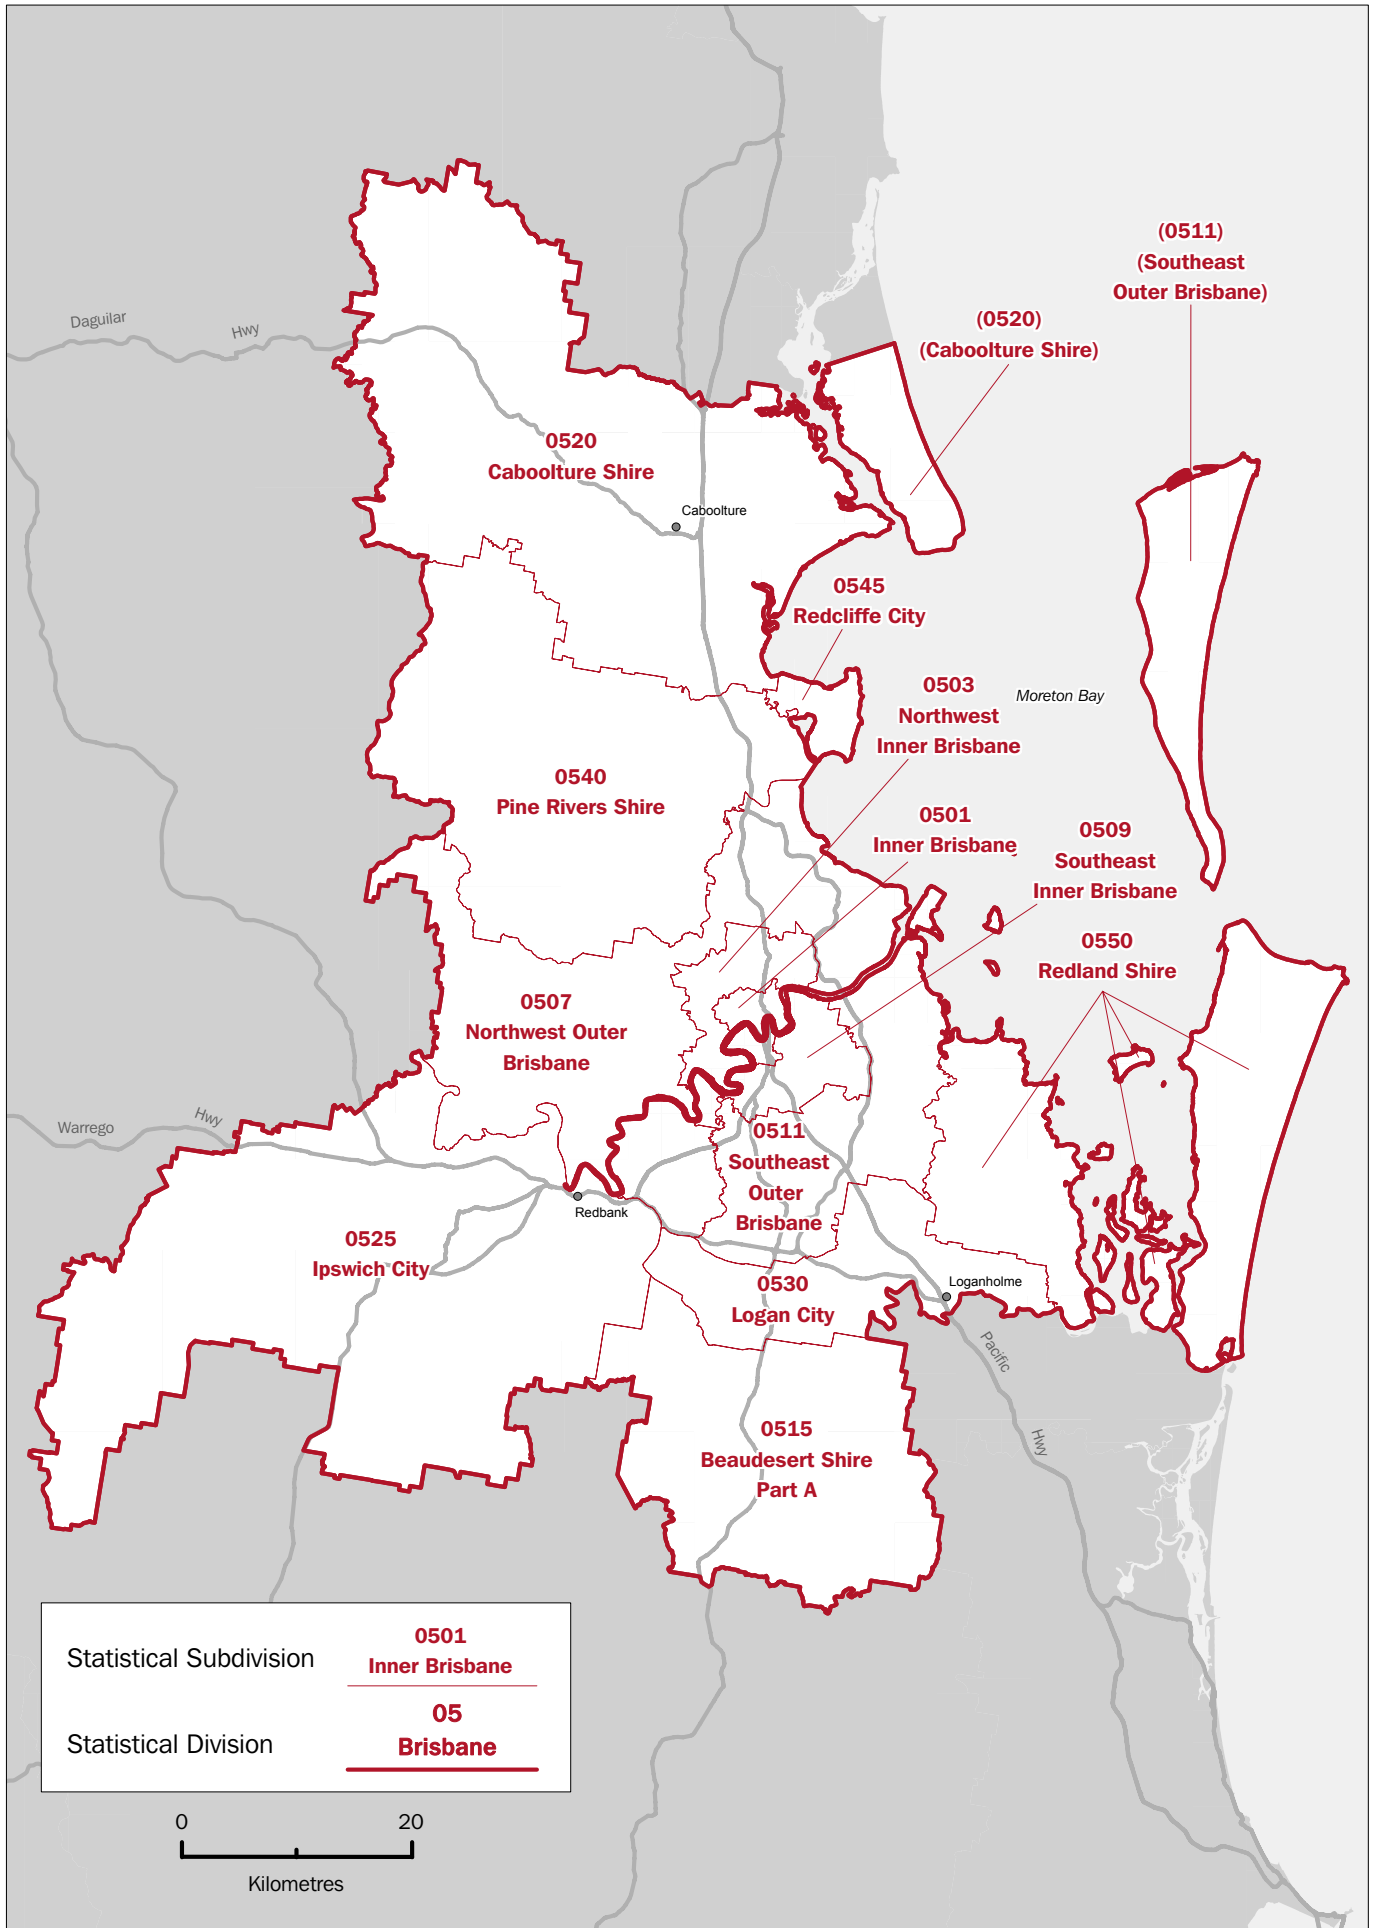 (0511)
(Southeast
Outer Brisbane)
(0520)
(Caboolture Shire)
Daguilar
Hwy
0520
Caboolture Shire
Caboolture
0545
Redcliffe City
0503
Northwest
Inner Brisbane
Moreton Bay
0540
Pine Rivers Shire
0501
Inner Brisbane
0509
Southeast
Inner Brisbane
0550
Redland Shire
0507
Northwest Outer
Brisbane
Warrego
Hwy
0511
Southeast
Outer
Brisbane
Redbank
0525
Ipswich City
0530
Logan City
Loganholme
Pacific
Hwy
0515
Beaudesert Shire
Part A
Statistical Subdivision
0501
Inner Brisbane
Statistical Division
05
Brisbane
0 20
Kilometres